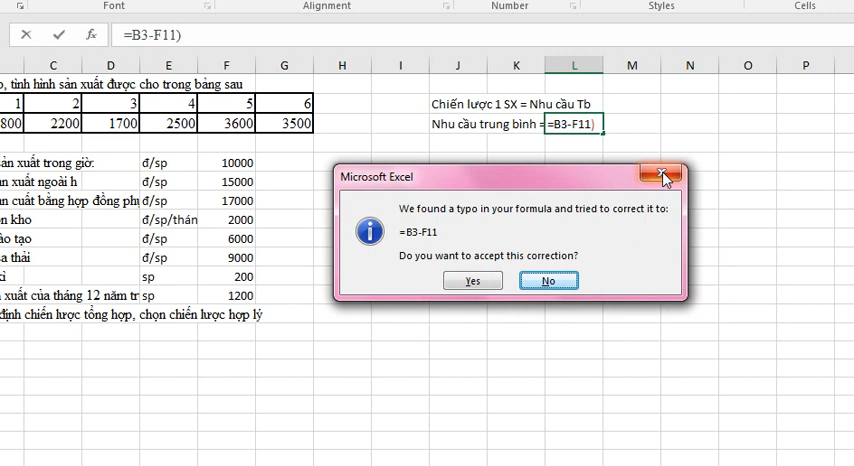 Font Alignment Number Styles Cells
fx =B3-F11)
C D E F G H I J K L M N O P
, tình hình sản xuất được cho trong bảng sau
1 2 3 4 5 6 Chiến lược 1 SX = Nhu cầu Tb
800 2200 1700 2500 3600 3500 Nhu cầu trung bình = =B3-F11)
xuất trong giờ: đ/sp 10000
xuất ngoài h đ/sp 15000
cuất bằng hợp đồng phụ đ/sp 17000
kho đ/sp/thán 2000
tạo đ/sp 6000
thải đ/sp 9000
sp 200
xuất của tháng 12 năm tr sp 1200
định chiến lược tổng hợp, chọn chiến lược hợp lý
Microsoft Excel
We found a typo in your formula and tried to correct it to:
=B3-F11
Do you want to accept this correction?
Yes No